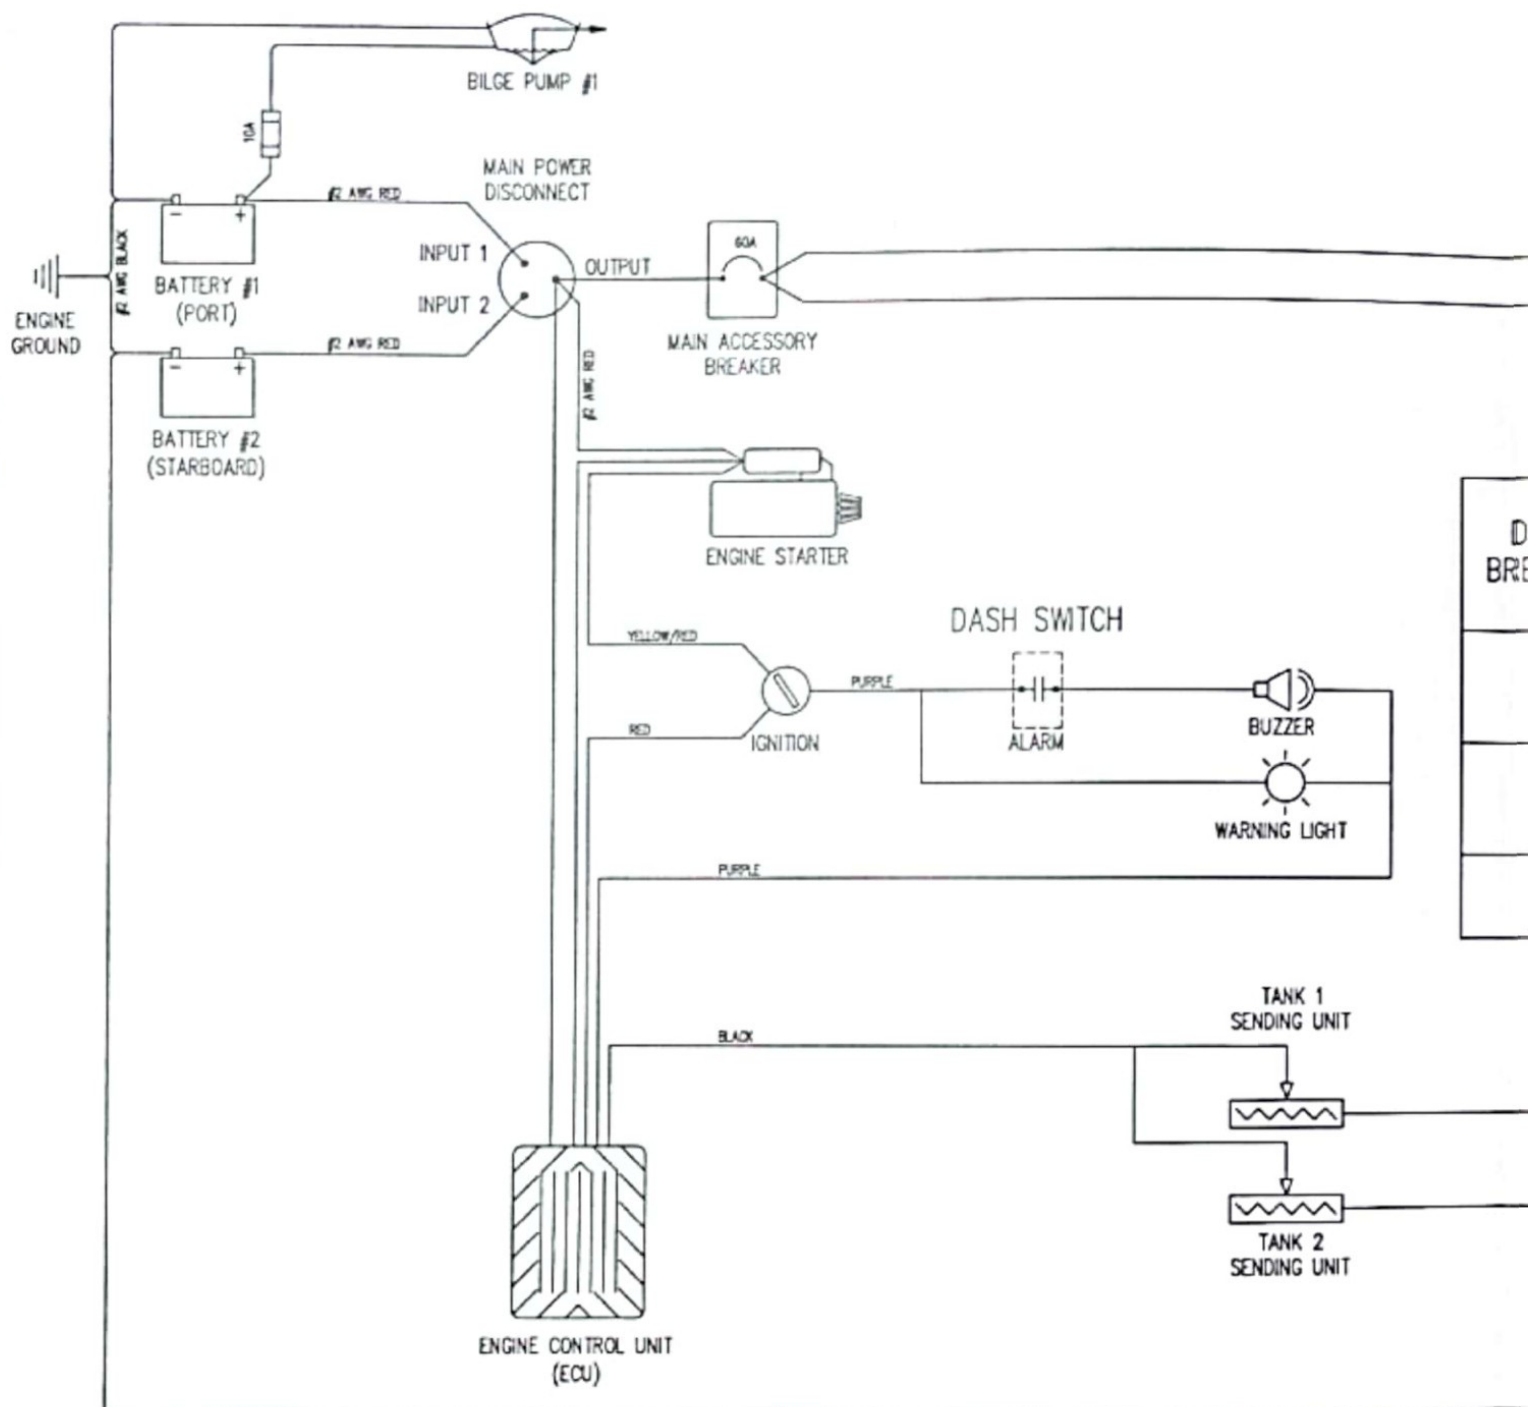 BILGE PUMP #1
10A
MAIN POWER
DISCONNECT
#2 AWG RED
INPUT 1
OUTPUT
60A
- +
#2 AWG BLACK
BATTERY #1
(PORT)
INPUT 2
ENGINE
GROUND
MAIN ACCESSORY
BREAKER
#2 AWG RED
#2 AWG RED
- +
BATTERY #2
(STARBOARD)
ENGINE STARTER
D
BRE
DASH SWITCH
YELLOW/RED
PURPLE
RED
IGNITION
ALARM
BUZZER
WARNING LIGHT
PURPLE
TANK 1
SENDING UNIT
BLACK
TANK 2
SENDING UNIT
ENGINE CONTROL UNIT
(ECU)